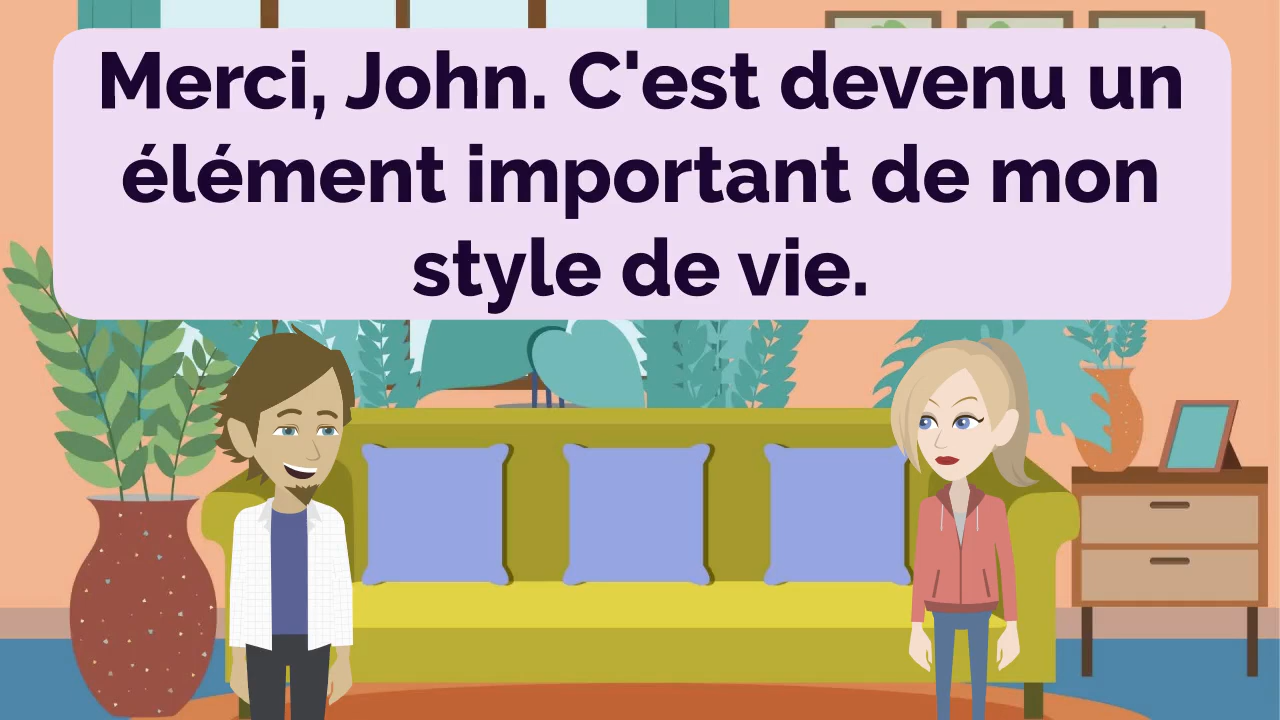 Merci, John. C'est devenu un
élément important de mon
style de vie.